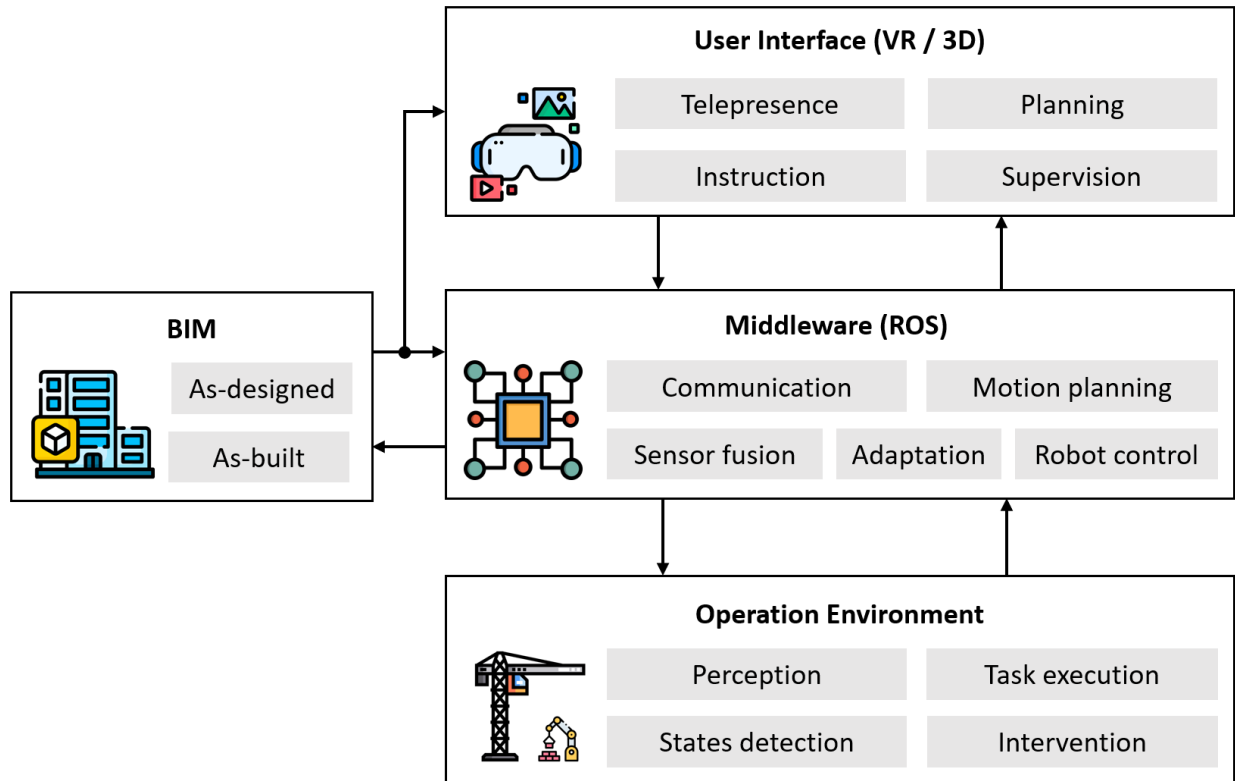 User Interface (VR / 3D)
Telepresence
Planning
Instruction
Supervision
BIM
As-designed
As-built
Middleware (ROS)
Communication
Motion planning
Sensor fusion
Adaptation
Robot control
Operation Environment
Perception
Task execution
States detection
Intervention